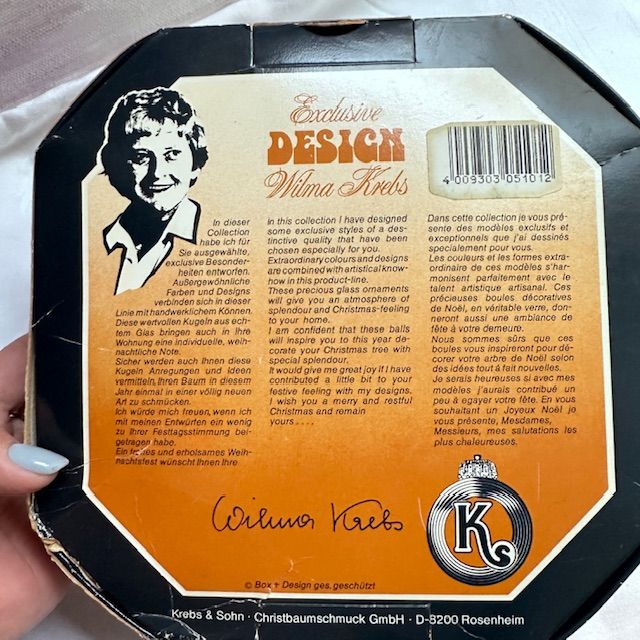 Exclusive
DESIGN
Wilma Krebs
4 009303 051012
In dieser
Collection
habe ich für
Sie ausgewählte,
exclusive Besonder-
heiten entworfen.
Außergewöhnliche
Farben und Designs
verbinden sich in dieser
Linie mit handwerklichem Können.
Diese wertvollen Kugeln aus ech-
tem Glas bringen auch in Ihre
Wohnung eine individuelle, weih-
nachtliche Note.
Sicher werden auch Ihnen diese
Kugeln Anregungen und Ideen
vermitteln, Ihren Baum in diesem
Jahr einmal in einer völlig neuen
Art zu schmücken.
Ich würde mich freuen, wenn ich
mit meinen Entwürfen ein wenig
zu Ihrer Festtagsstimmung bei-
getragen habe.
Ein frohes und erholsames Weih-
nachtsfest wünscht Ihnen Ihre
In this collection I have designed
some exclusive styles of a des-
tinctive quality that have been
chosen especially for you.
Extraordinary colours and designs
are combined with artistical know-
how in this product-line.
These precious glass ornaments
will give you an atmosphere of
splendour and Christmas-feeling
to your home.
I am confident that these balls
will inspire you to this year de-
corate your Christmas tree with
special splendour.
It would give me great joy if I have
contributed a little bit to your
festive feeling with my designs.
I wish you a merry and restful
Christmas and remain
yours . . . .
Dans cette collection je vous pré-
sente des modèles exclusifs et
exceptionnels que j'ai dessinés
specialement pour vous.
Les couleurs et les formes extra-
ordinaire de ces modèles s'har-
monisent parfaitement avec le
talent artistique artisanal. Ces
précieuses boules décoratives
de Noël, en véritable verre, don-
neront aussi une ambiance de
fête à votre demeure.
Nous sommes sûrs que ces
boules vous inspireront pour dé-
corer votre arbre de Noël selon
des idées tout à fait nouvelles.
Je serais heureuses si avec mes
modèles j'aurais contribué un
peu à egayer votre fête. En vous
souhaitant un Joyeux Noël je
vous présente, Mesdames,
Messieurs, mes salutations les
plus chaleureuses.
Wilma Krebs
Ks
© Box + Design ges. geschützt
Krebs & Sohn · Christbaumschmuck GmbH · D-8200 Rosenheim